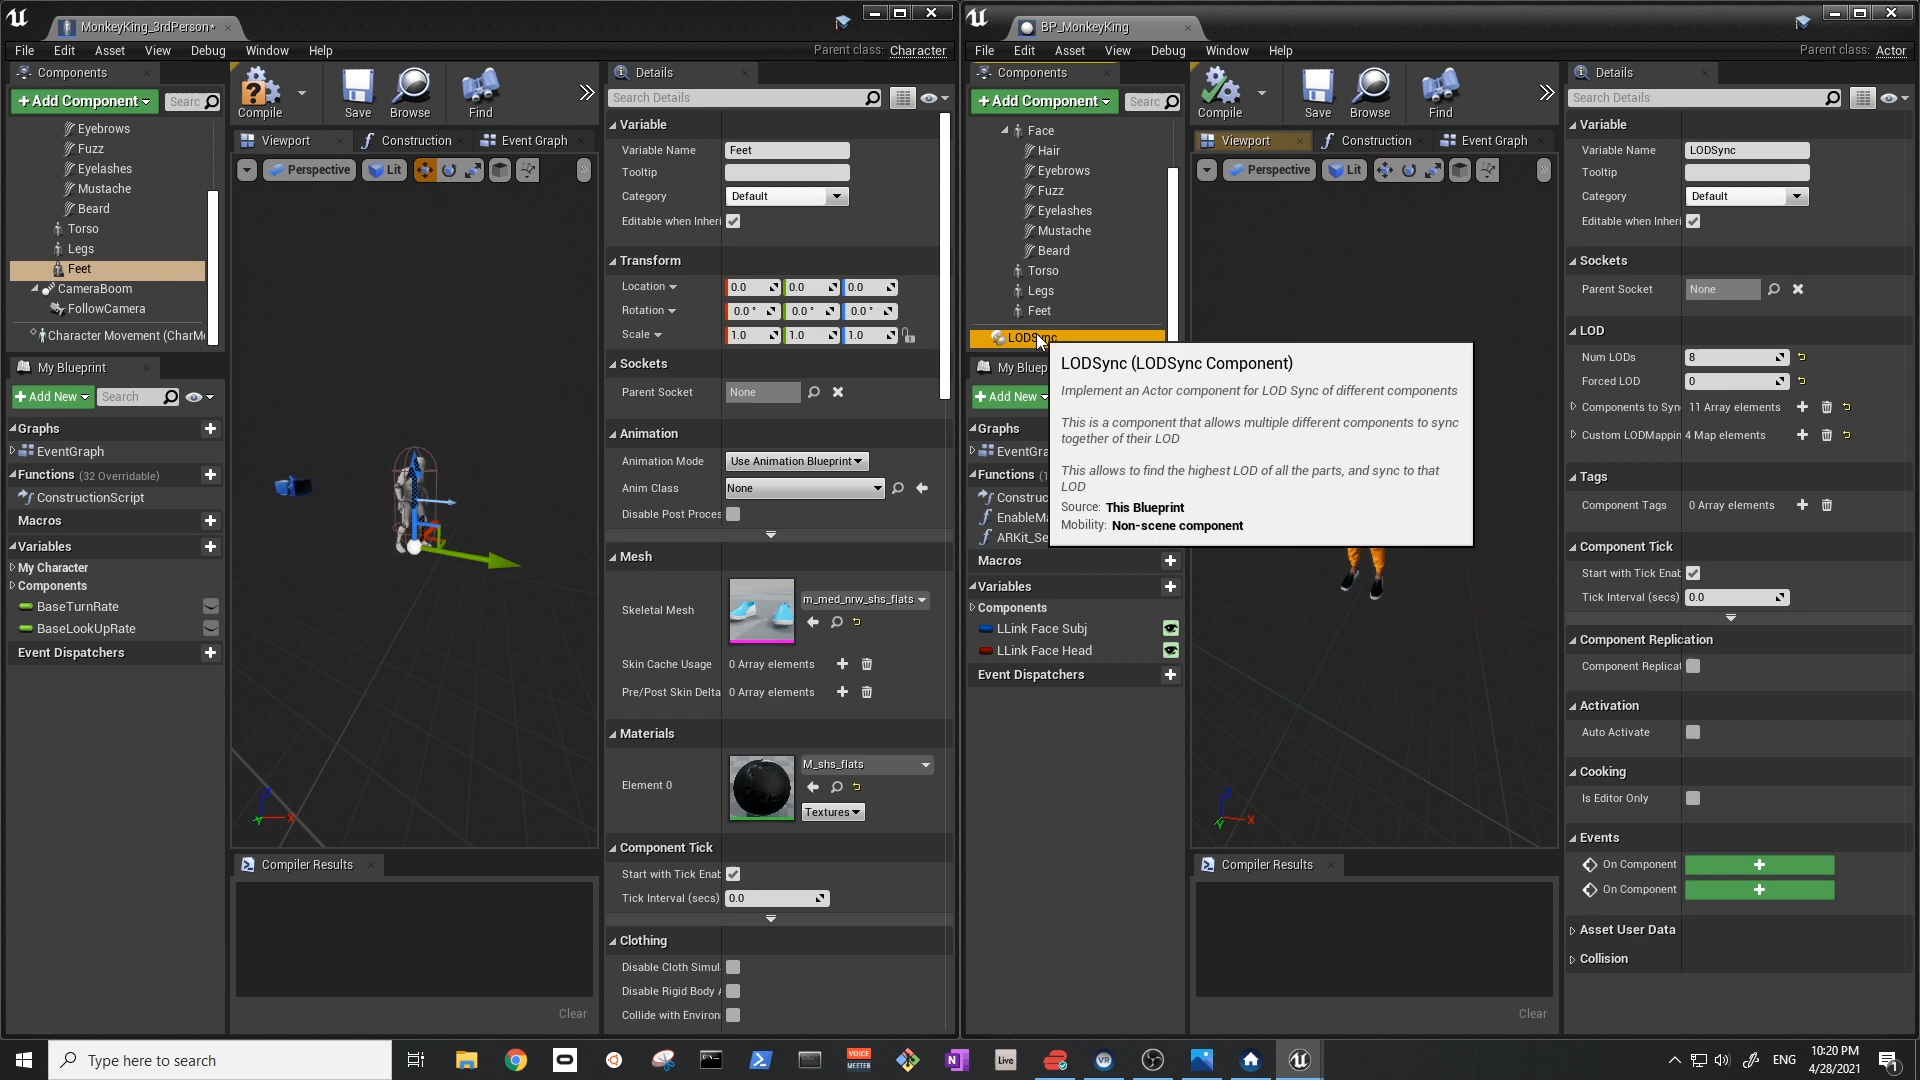 MonkeyKing_3rdPerson*
File Edit Asset View Debug Window Help
Parent class: Character
Components
+Add Component
Searc
Eyebrows
Fuzz
Eyelashes
Mustache
Beard
Torso
Legs
Feet
CameraBoom
FollowCamera
Character Movement (CharM
My Blueprint
+Add New
Search
Graphs
EventGraph
Functions (32 Overridable)
ConstructionScript
Macros
Variables
My Character
Components
BaseTurnRate
BaseLookUpRate
Event Dispatchers
Compile
Save
Browse
Find
Viewport
Construction
Event Graph
Perspective
Lit
X
Y
Compiler Results
Clear
Details
Search Details
Variable
Variable Name Feet
Tooltip
Category Default
Editable when Inheri
Transform
Location 0.0 0.0 0.0
Rotation 0.0 ° 0.0 ° 0.0 °
Scale 1.0 1.0 1.0
Sockets
Parent Socket None
Animation
Animation Mode Use Animation Blueprint
Anim Class None
Disable Post Proces
Mesh
Skeletal Mesh m_med_nrw_shs_flats
Skin Cache Usage 0 Array elements
Pre/Post Skin Delta 0 Array elements
Materials
Element 0 M_shs_flats
Textures
Component Tick
Start with Tick Enab
Tick Interval (secs) 0.0
Clothing
Disable Cloth Simul
Disable Rigid Body A
Collide with Environ
BP_MonkeyKing
File Edit Asset View Debug Window Help
Parent class: Actor
Components
+Add Component
Searc
Face
Hair
Eyebrows
Fuzz
Eyelashes
Mustache
Beard
Torso
Legs
Feet
LODSync
My Bluep
+Add New
Graphs
EventGra
Functions (1
Construc
EnableMa
ARKit_Se
Macros
Variables
Components
LLink Face Subj
LLink Face Head
Event Dispatchers
LODSync (LODSync Component)
Implement an Actor component for LOD Sync of different components
This is a component that allows multiple different components to sync
together of their LOD
This allows to find the highest LOD of all the parts, and sync to that
LOD
Source: This Blueprint
Mobility: Non-scene component
Compile
Save
Browse
Find
Viewport
Construction
Event Graph
Perspective
Lit
X
Y
Compiler Results
Clear
Details
Search Details
Variable
Variable Name LODSync
Tooltip
Category Default
Editable when Inheri
Sockets
Parent Socket None
LOD
Num LODs 8
Forced LOD 0
Components to Syn 11 Array elements
Custom LODMappin 4 Map elements
Tags
Component Tags 0 Array elements
Component Tick
Start with Tick Enab
Tick Interval (secs) 0.0
Component Replication
Component Replicat
Activation
Auto Activate
Cooking
Is Editor Only
Events
On Component
On Component
Asset User Data
Collision
Type here to search
VOICE
MEETER
N
Live
VR
ENG
10:20 PM
4/28/2021
1